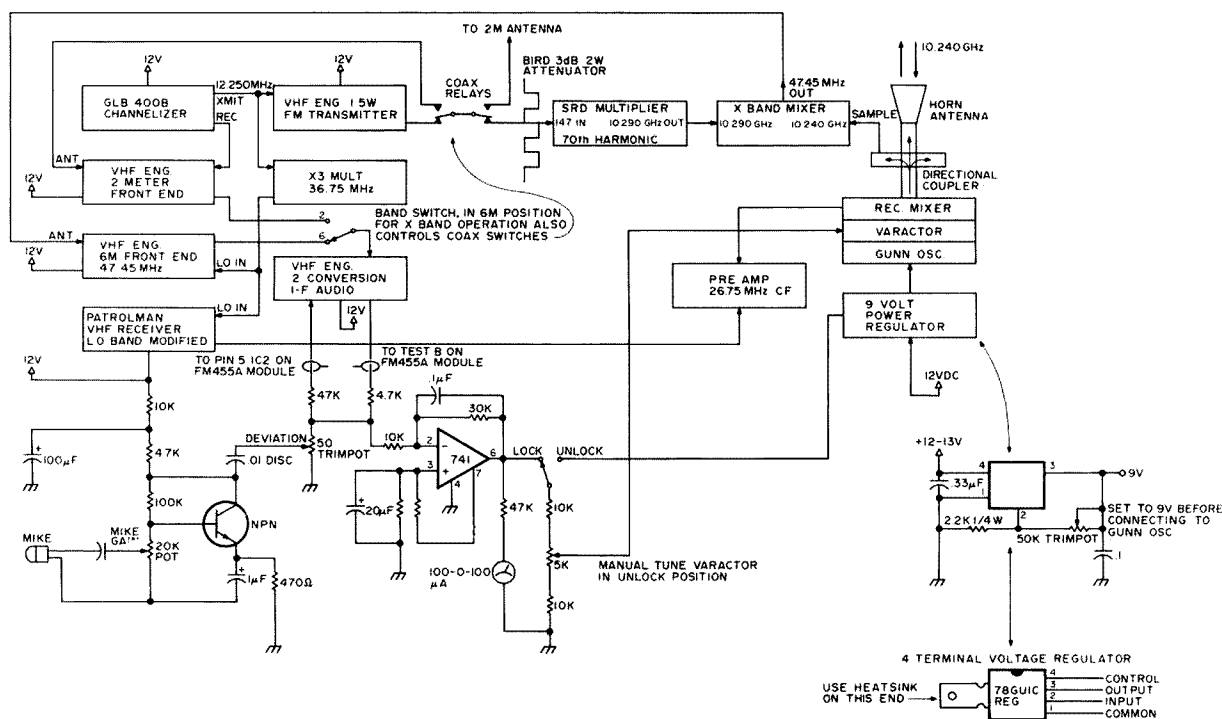 TO 2M ANTENNA
12V
12V
BIRD 3dB 2W
ATTENUATOR
10.240 GHz
12.250MHz
GLB 400B
CHANNELIZER
XMIT
REC
VHF ENG 1 5W
FM TRANSMITTER
COAX
RELAYS
4745 MHz
OUT
SRD MULTIPLIER
147 IN
10.290 GHz OUT
70th HARMONIC
X BAND MIXER
10 290 GHz
10 240 GHz
SAMPLE
HORN
ANTENNA
DIRECTIONAL
COUPLER
ANT
12V
VHF ENG.
2 METER
FRONT END
X3 MULT
36.75 MHz
2
6
BAND SWITCH, IN 6M POSITION
FOR X BAND OPERATION ALSO
CONTROLS COAX SWITCHES
REC. MIXER
VARACTOR
GUNN OSC.
ANT
12V
VHF ENG.
6M FRONT END
47 45 MHz
LO IN
VHF ENG.
2 CONVERSION
I-F AUDIO
12V
PRE AMP
26.75 MHz CF
9 VOLT
POWER
REGULATOR
LO IN
PATROLMAN
VHF RECEIVER
LO BAND MODIFIED
TO PIN 5 IC2 ON
FM455A MODULE
TO TEST B ON
FM455A MODULE
12V
12VDC
10K
47K
4.7K
.1µF
30K
DEVIATION
50
TRIMPOT
10K
2
3
741
6
7
4
LOCK
UNLOCK
+
100µF
4.7K
.01 DISC
+
20µF
47K
10K
100K
NPN
MIKE
MIKE
20K
POT
+
1µF
470Ω
5K
MANUAL TUNE VARACTOR
IN UNLOCK POSITION
100-0-100
µA
10K
+12-13V
4
3
9V
+
.33µF
1
2
2.2K 1/4W
50K TRIMPOT
SET TO 9V BEFORE
CONNECTING TO
GUNN OSC
.1
4 TERMINAL VOLTAGE REGULATOR
USE HEATSINK
ON THIS END
78GUIC
REG
4
CONTROL
3
OUTPUT
2
INPUT
1
COMMON